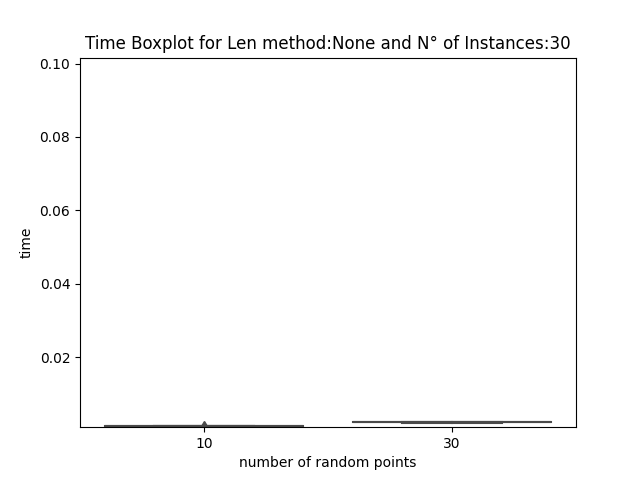 Time Boxplot for Len method:None and N° of Instances:30
0.10
0.08
0.06
0.04
0.02
time
10
30
number of random points